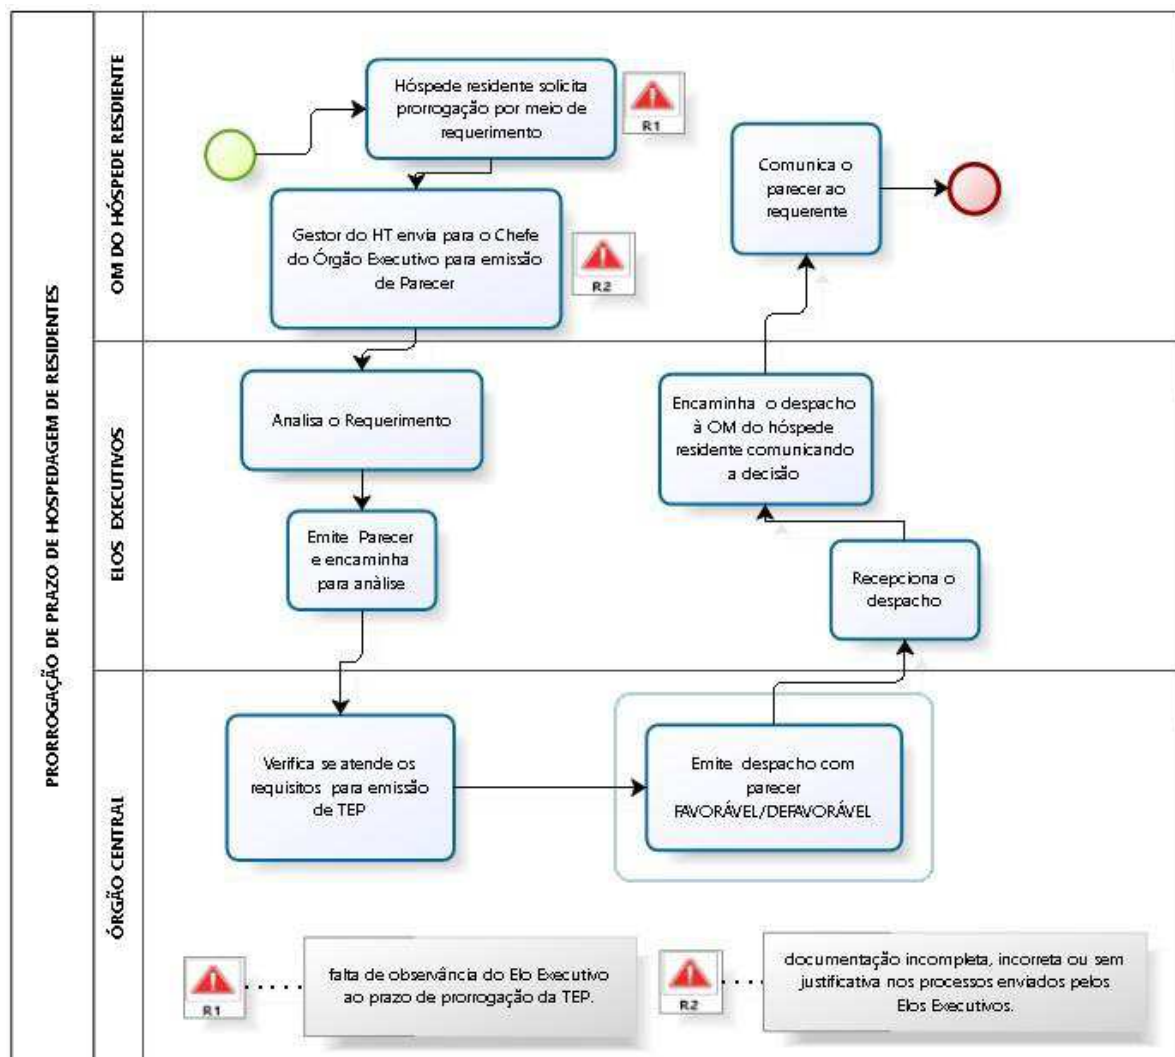 PRORROGAÇÃO DE PRAZO DE HOSPEDAGEM DE RESIDENTES
OM DO HÓSPEDE RESDIENTE
Hóspede residente solicita
prorrogação por meio de
requerimento
R1
Gestor do HT envia para o Chefe
do Órgão Executivo para emissão
de Parecer
R2
Comunica o
parecer ao
requerente
ELOS EXECUTIVOS
Analisa o Requerimento
Emite Parecer
e encaminha
para anàlise
Encaminha o despacho
à OM do hóspede
residente comunicando
a decisão
Recepciona o
despacho
ÓRGÃO CENTRAL
Verifica se atende os
requisitos para emissão
de TEP
Emite despacho com
parecer
FAVORÁVEL/DEFAVORÁVEL
R1
falta de observância do Elo Executivo
ao prazo de prorrogação da TEP.
R2
documentação incompleta, incorreta ou sem
justificativa nos processos enviados pelos
Elos Executivos.